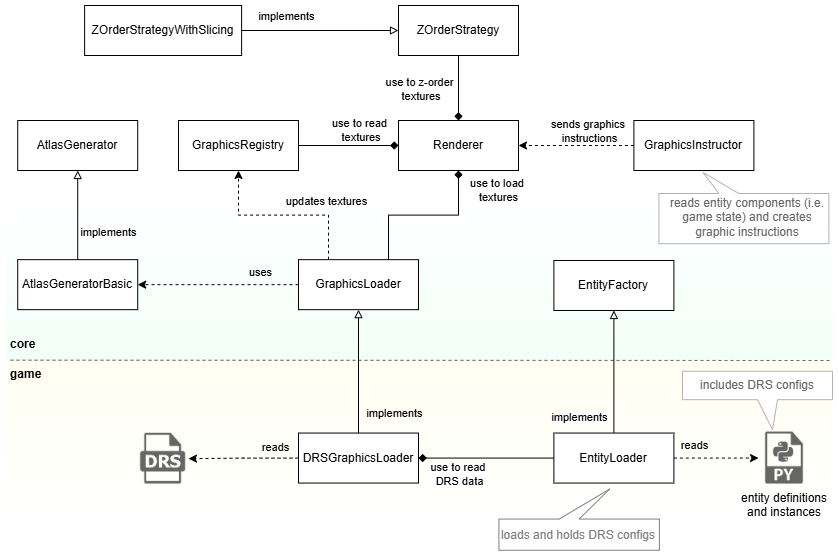 implements
ZOrderStrategyWithSlicing
ZOrderStrategy
use to z-order
textures
AtlasGenerator
GraphicsRegistry
use to read
textures
Renderer
sends graphics
instructions
GraphicsInstructor
use to load
textures
reads entity components (i.e.
game state) and creates
graphic instructions
updates textures
implements
AtlasGeneratorBasic
uses
GraphicsLoader
EntityFactory
core
game
includes DRS configs
implements
implements
DRS
reads
DRSGraphicsLoader
use to read
DRS data
EntityLoader
reads
PY
entity definitions
and instances
loads and holds DRS configs